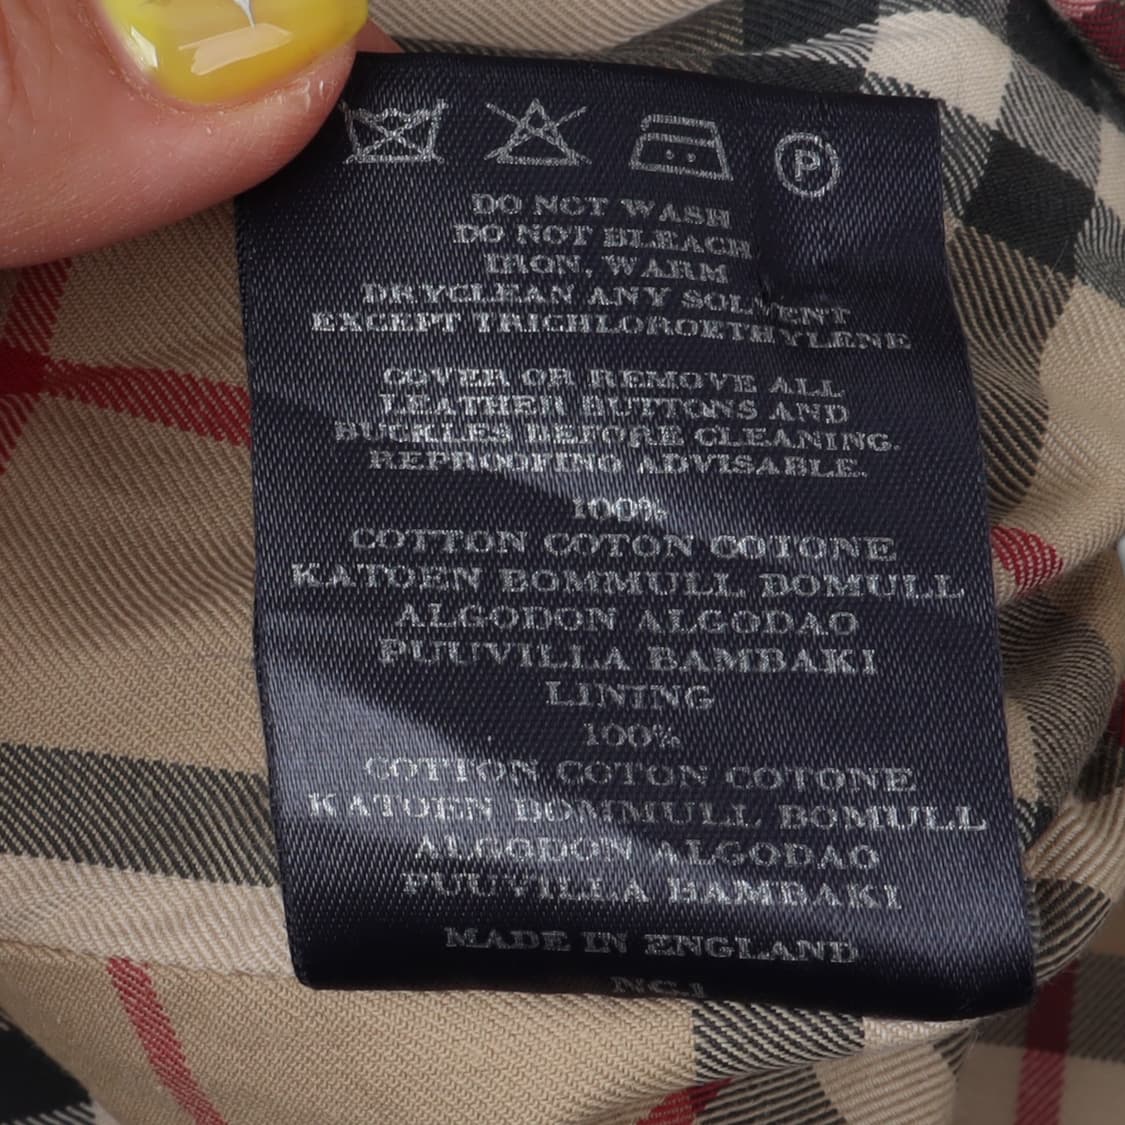 P
DO NOT WASH
DO NOT BLEACH
IRON, WARM
DRYCLEAN ANY SOLVENT
EXCEPT TRICHLOROETHYLENE
COVER OR REMOVE ALL
LEATHER BUTTONS AND
BUCKLES BEFORE CLEANING.
REPROOFING ADVISABLE.
100%
COTTON COTON COTONE
KATOEN BOMMULL BOMULL
ALGODON ALGODAO
PUUVILLA BAMBAKI
LINING
100%
COTTON COTON COTONE
KATOEN BOMMULL BOMULL
ALGODON ALGODAO
PUUVILLA BAMBAKI
MADE IN ENGLAND